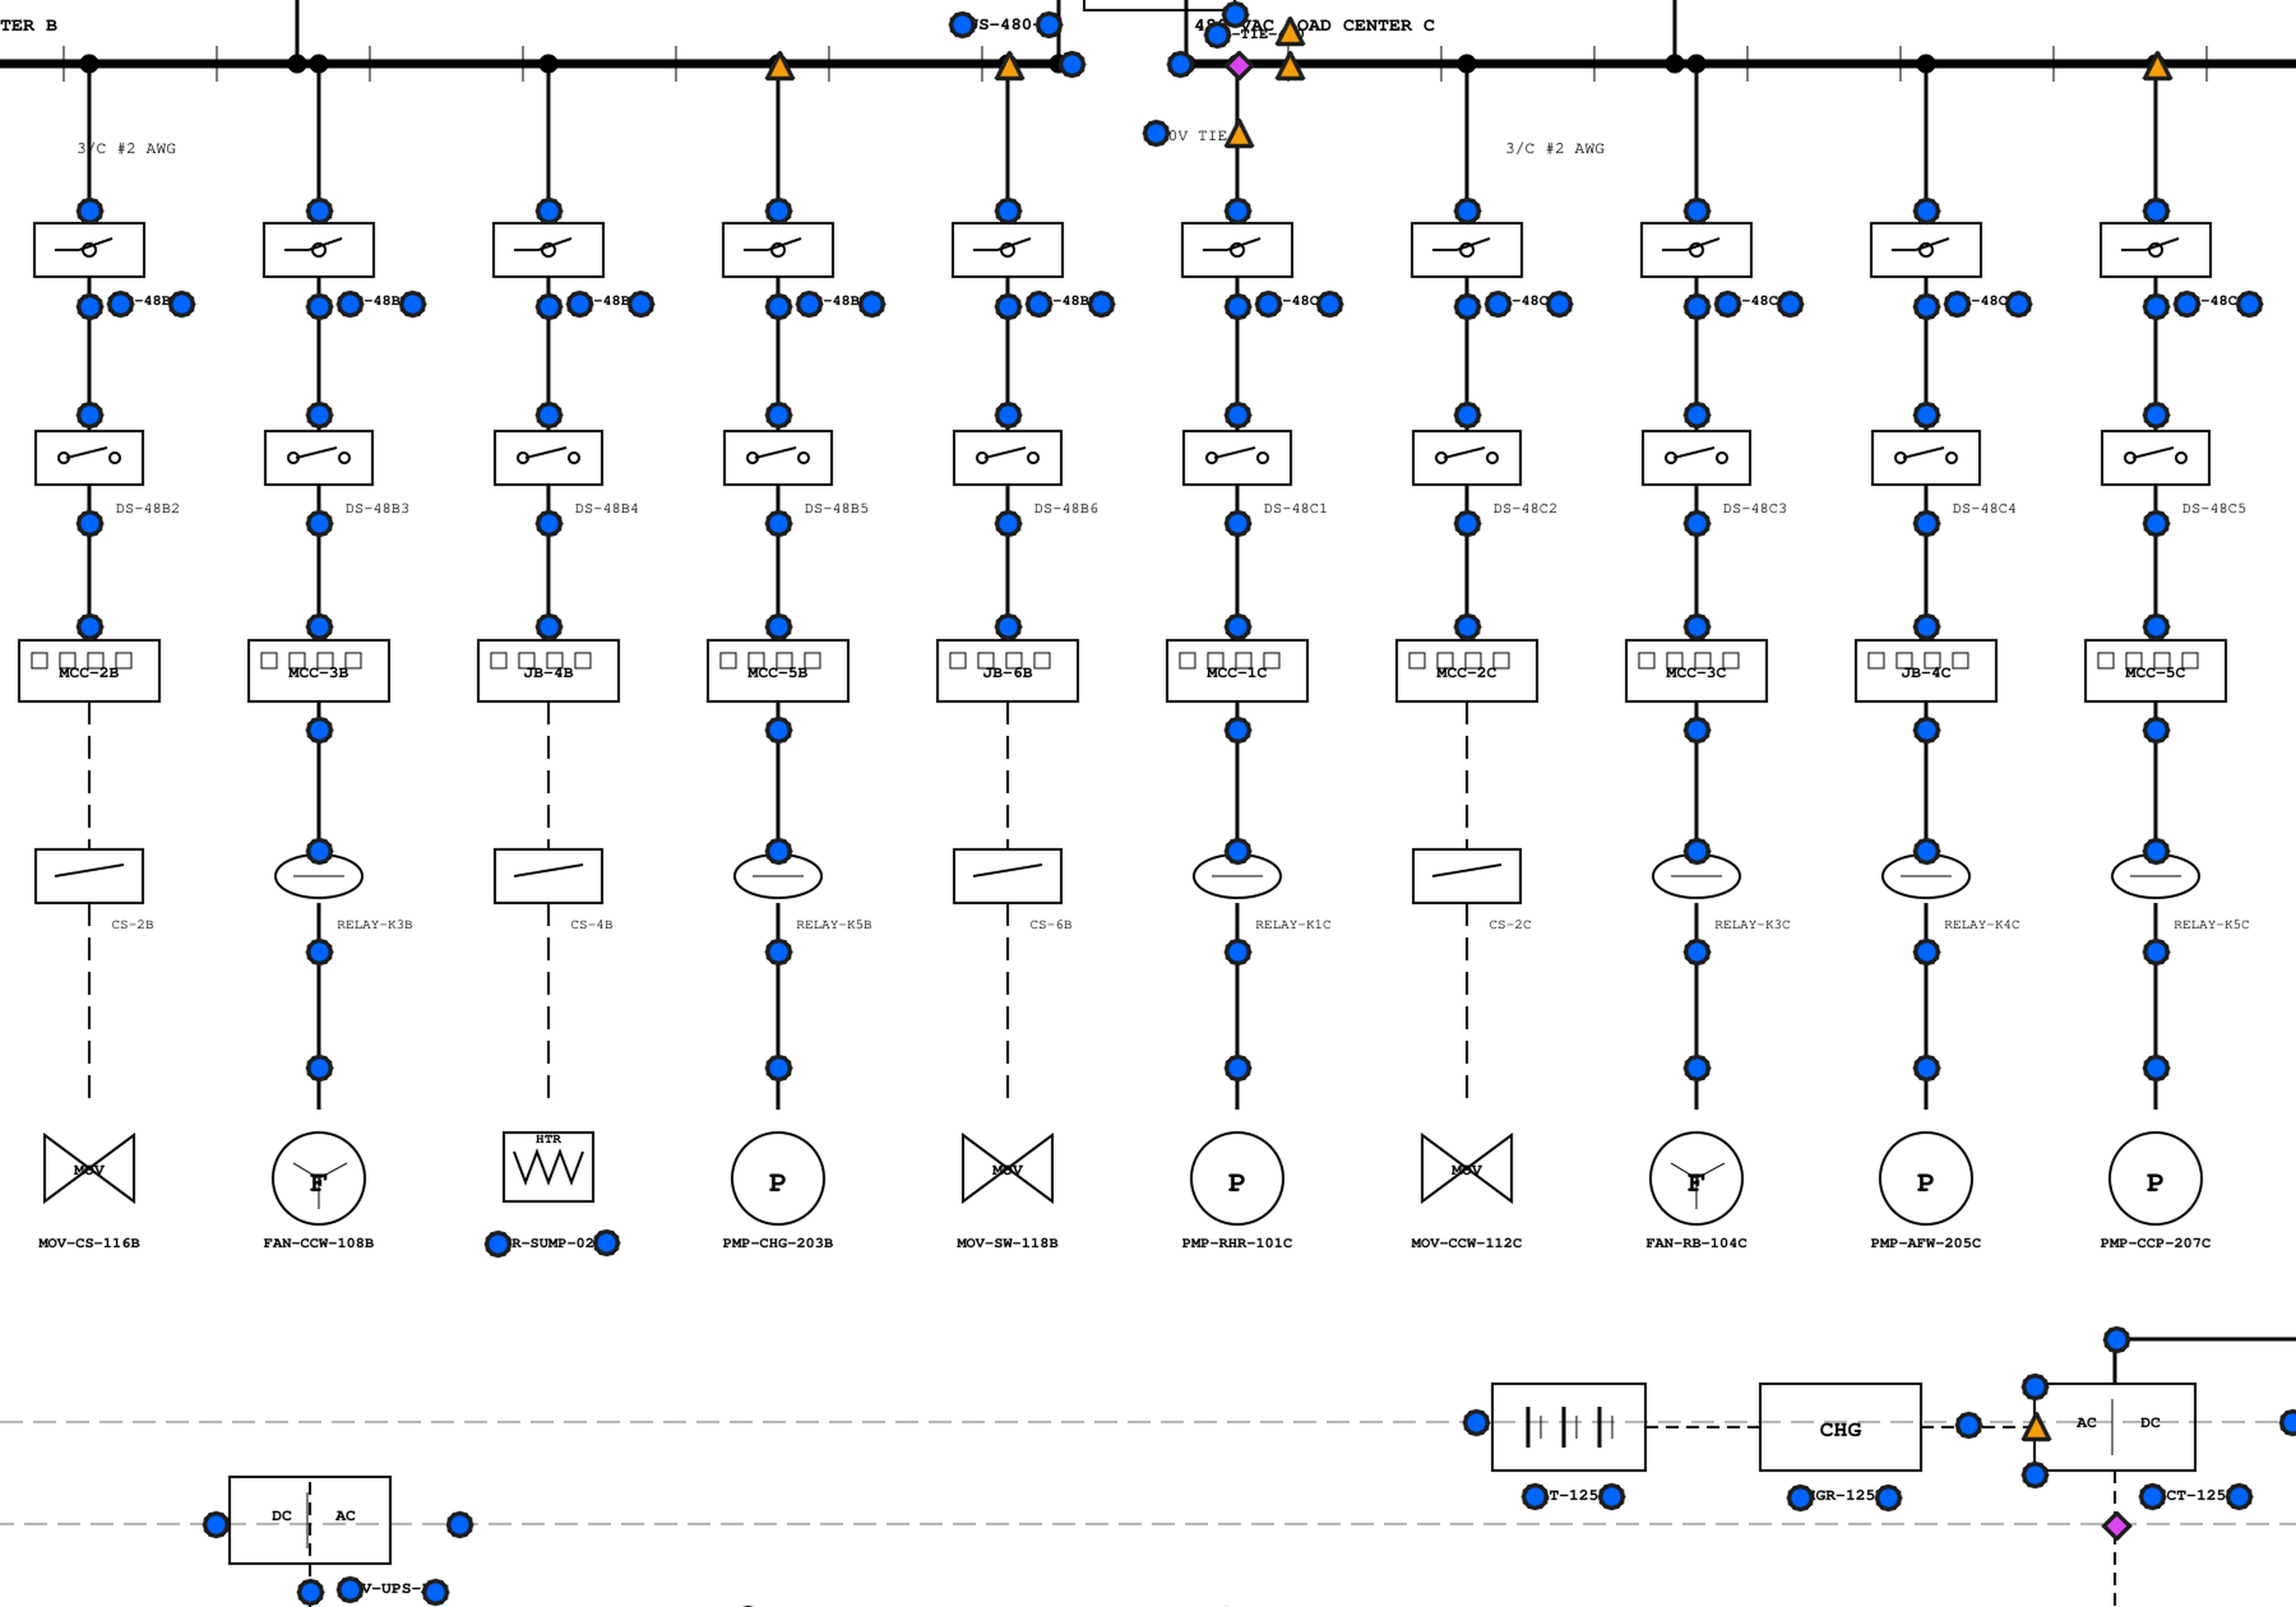 TER B
480 VAC LOAD CENTER C
3/C #2 AWG
3/C #2 AWG
DS-48B2
DS-48B3
DS-48B4
DS-48B5
DS-48B6
DS-48C1
DS-48C2
DS-48C3
DS-48C4
DS-48C5
MCC-2B
MCC-3B
JB-4B
MCC-5B
JB-6B
MCC-1C
MCC-2C
MCC-3C
JB-4C
MCC-5C
CS-2B
RELAY-K3B
CS-4B
RELAY-K5B
CS-6B
RELAY-K1C
CS-2C
RELAY-K3C
RELAY-K4C
RELAY-K5C
MOV
F
HTR
P
MOV
P
MOV
F
P
P
MOV-CS-116B
FAN-CCW-108B
PMP-CHG-203B
MOV-SW-118B
PMP-RHR-101C
MOV-CCW-112C
FAN-RB-104C
PMP-AFW-205C
PMP-CCP-207C
CHG
AC DC
DC AC